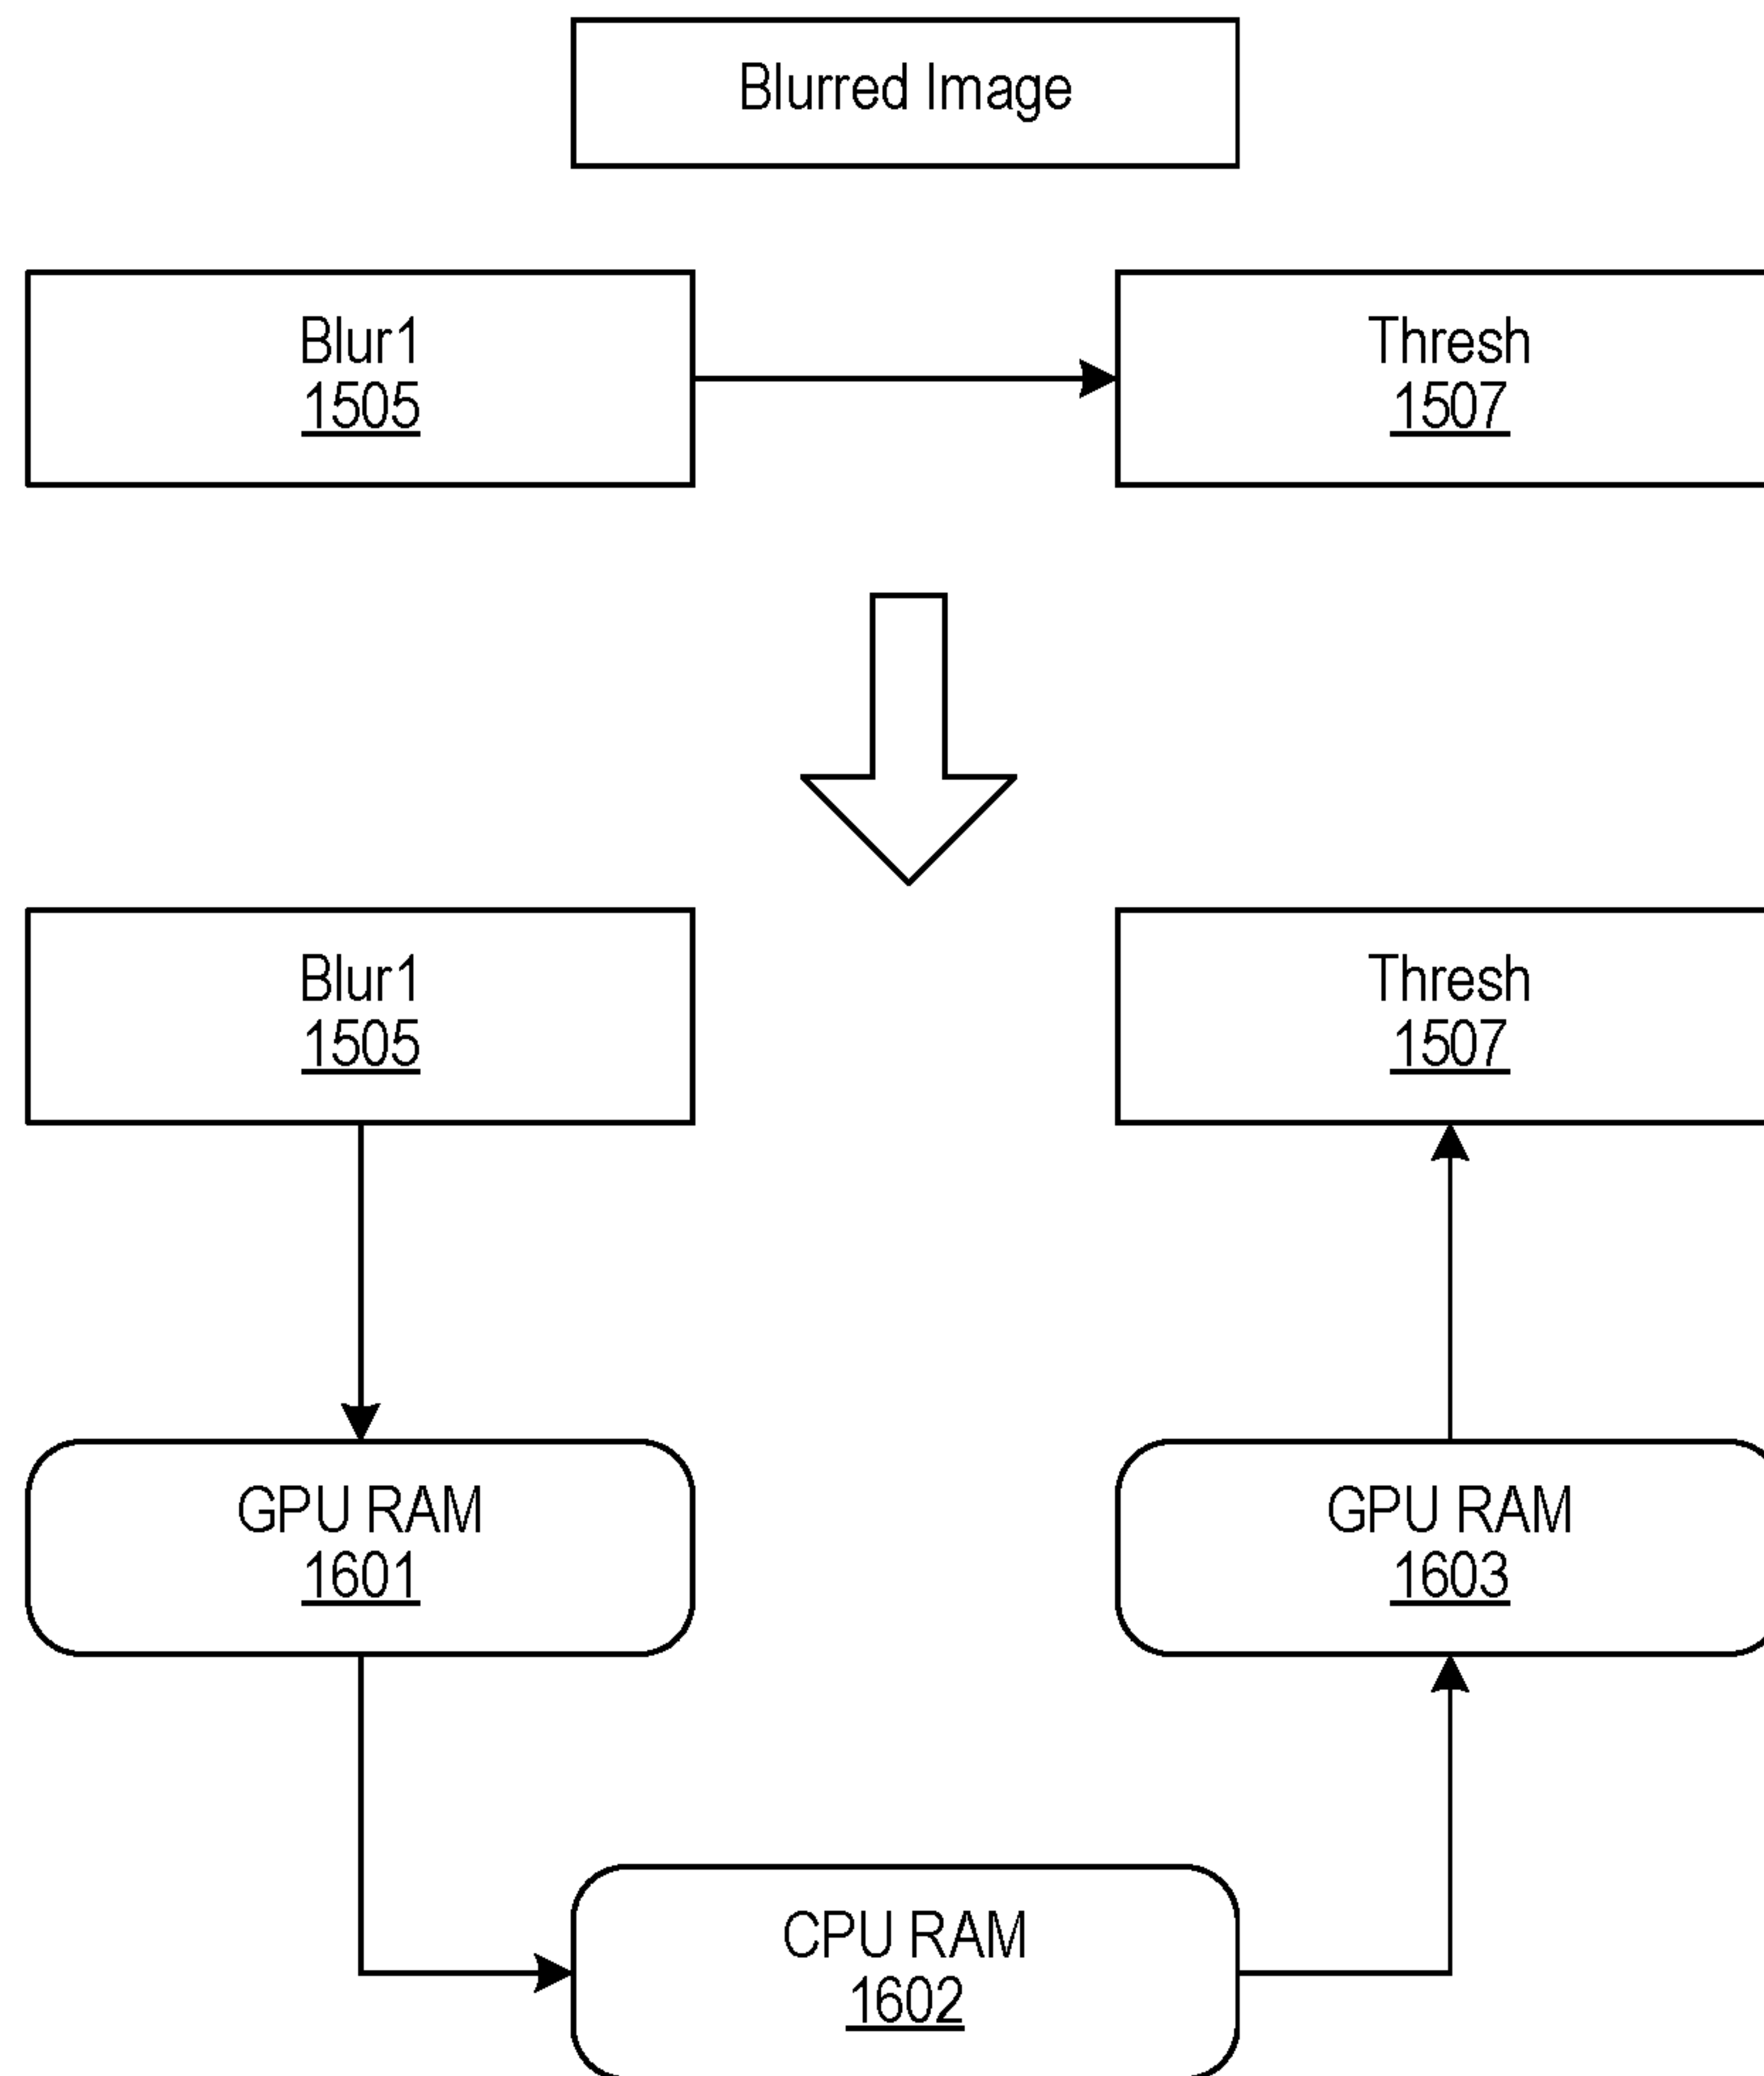 Blurred Image
Blur1
1505
Thresh
1507
Blur1
1505
Thresh
1507
GPU RAM
1601
GPU RAM
1603
CPU RAM
1602